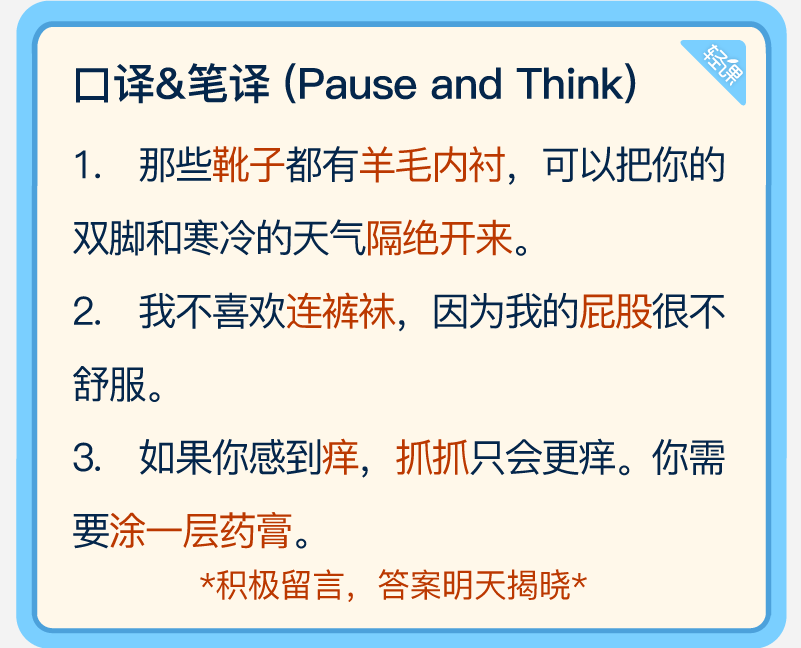 轻课
口译&笔译 (Pause and Think)
1. 那些靴子都有羊毛内衬，可以把你的
双脚和寒冷的天气隔绝开来。
2. 我不喜欢连裤袜，因为我的屁股很不
舒服。
3. 如果你感到痒，抓抓只会更痒。你需
要涂一层药膏。
*积极留言，答案明天揭晓*